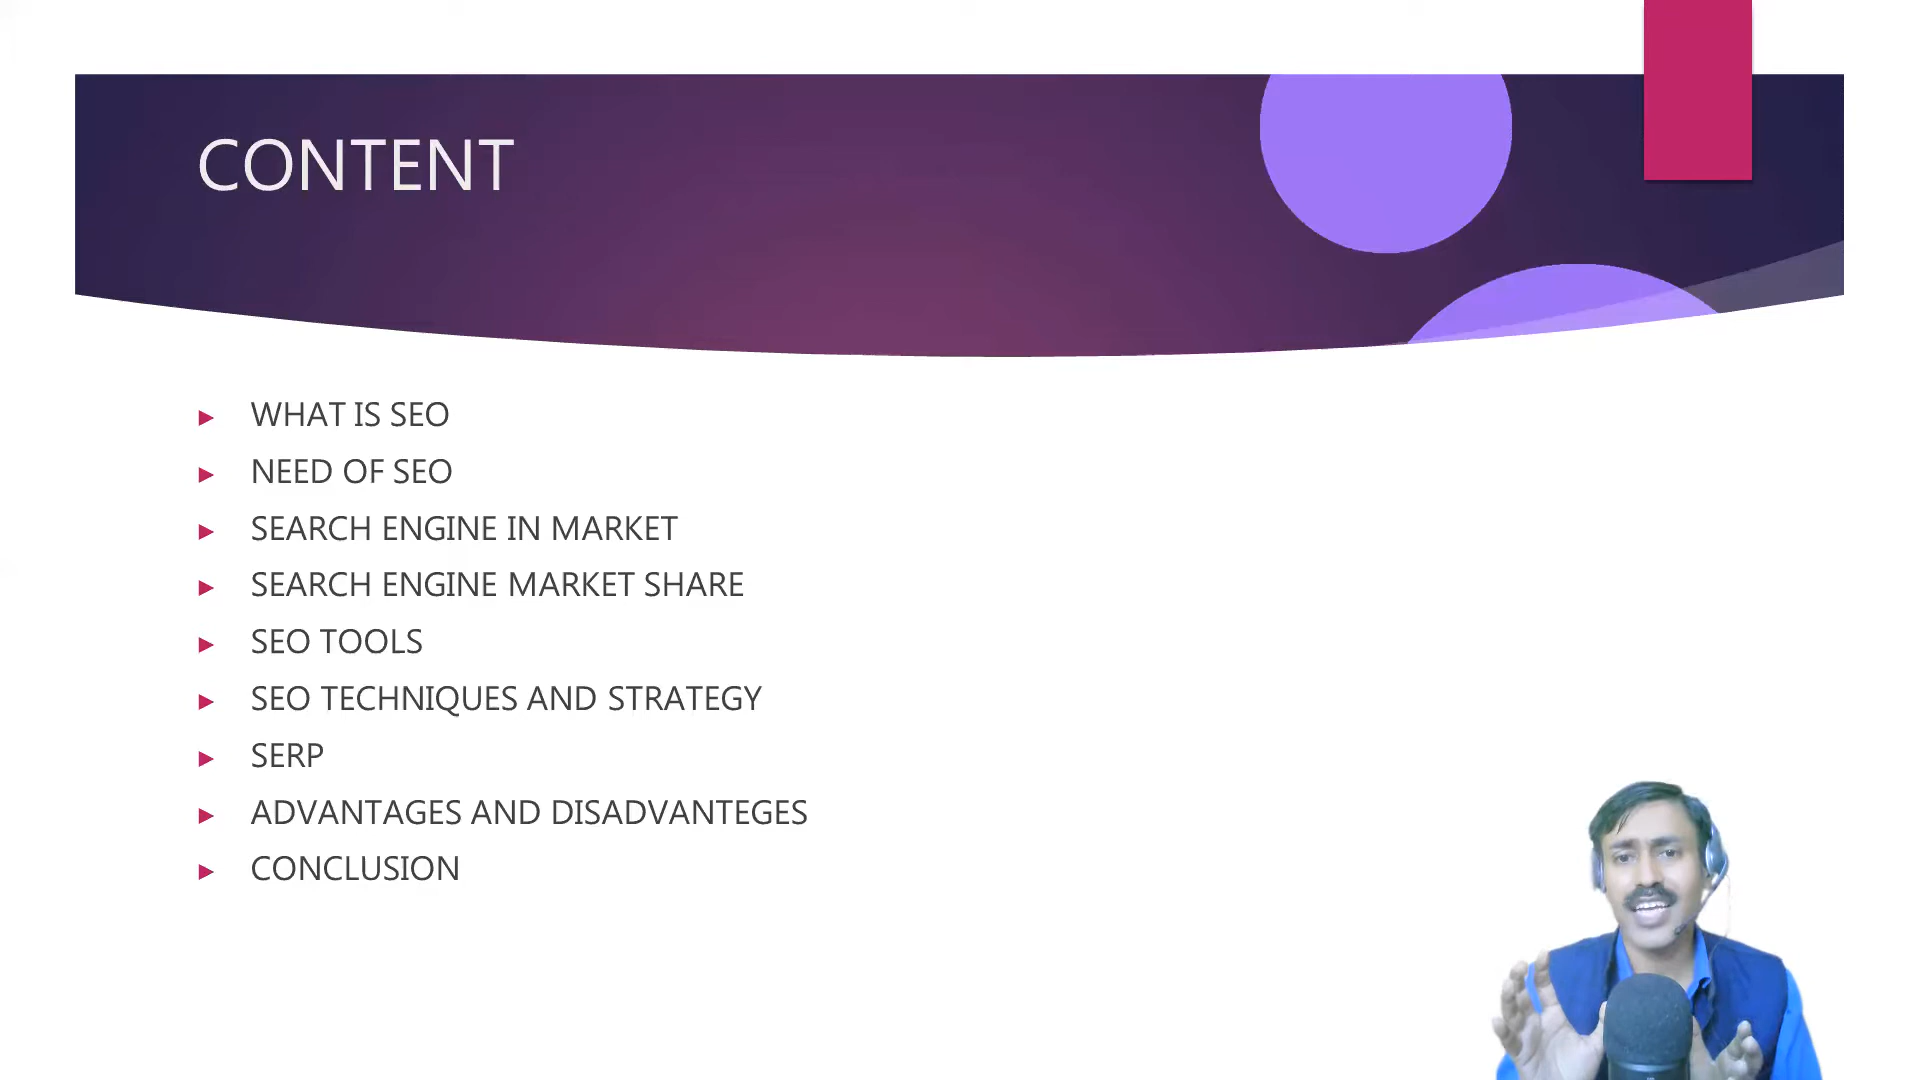 CONTENT
WHAT IS SEO
NEED OF SEO
SEARCH ENGINE IN MARKET
SEARCH ENGINE MARKET SHARE
SEO TOOLS
SEO TECHNIQUES AND STRATEGY
SERP
ADVANTAGES AND DISADVANTEGES
CONCLUSION